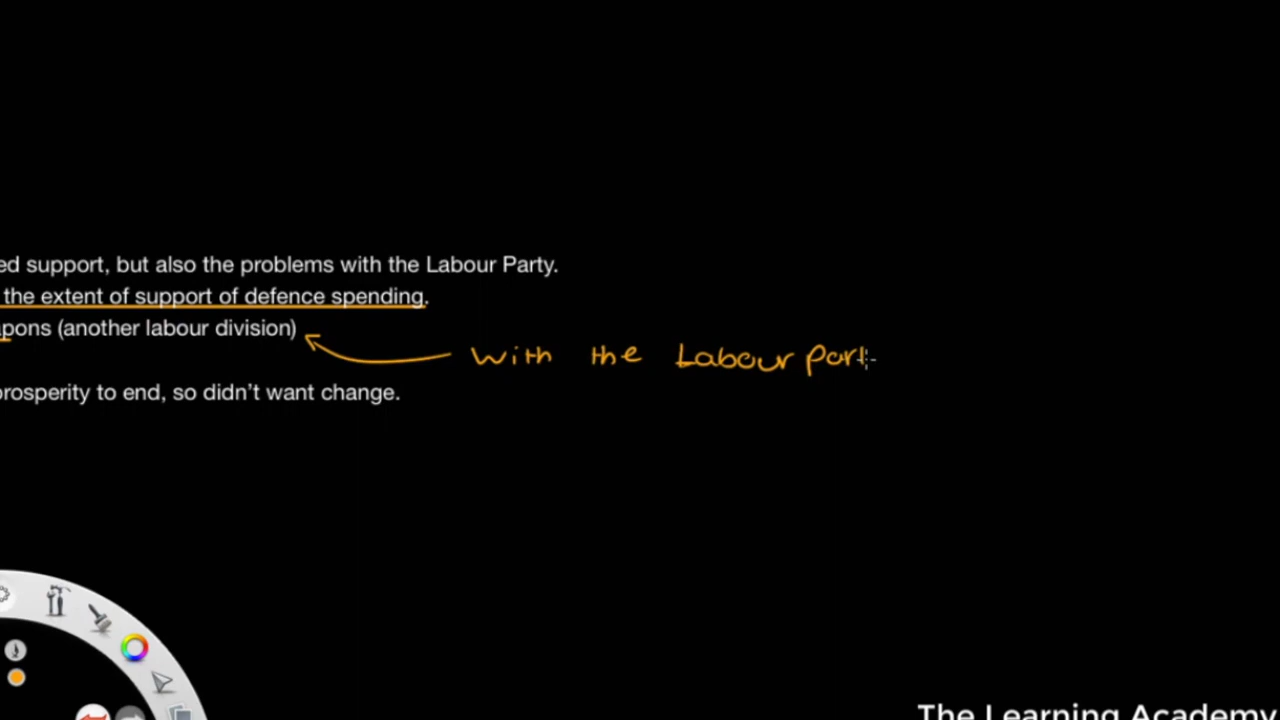 ed support, but also the problems with the Labour Party.
the extent of support of defence spending.
pons (another labour division)
with the Labour Part
prosperity to end, so didn't want change.
The Learning Academy